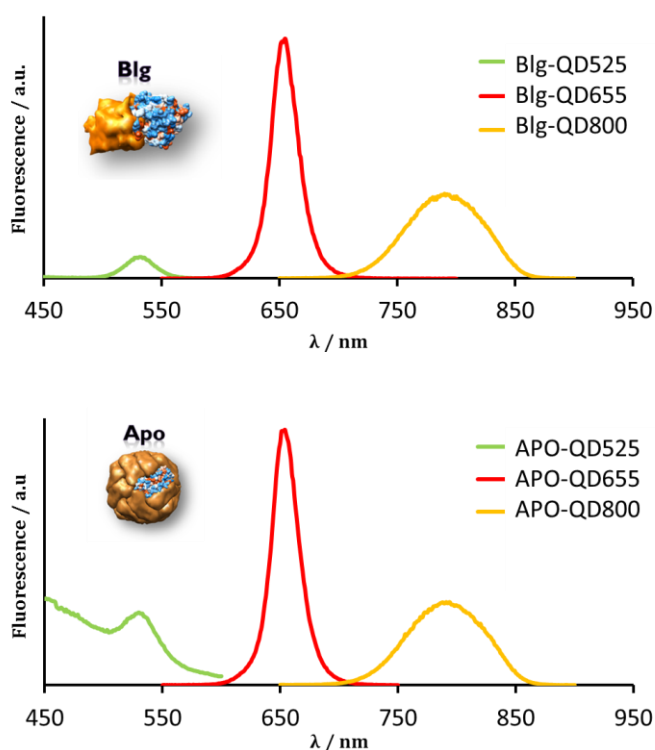 Blg
Blg-QD525
Blg-QD655
Blg-QD800
Fluorescence / a.u.
450 550 650 750 850 950
λ / nm
Apo
APO-QD525
APO-QD655
APO-QD800
Fluorescence / a.u
450 550 650 750 850 950
λ / nm